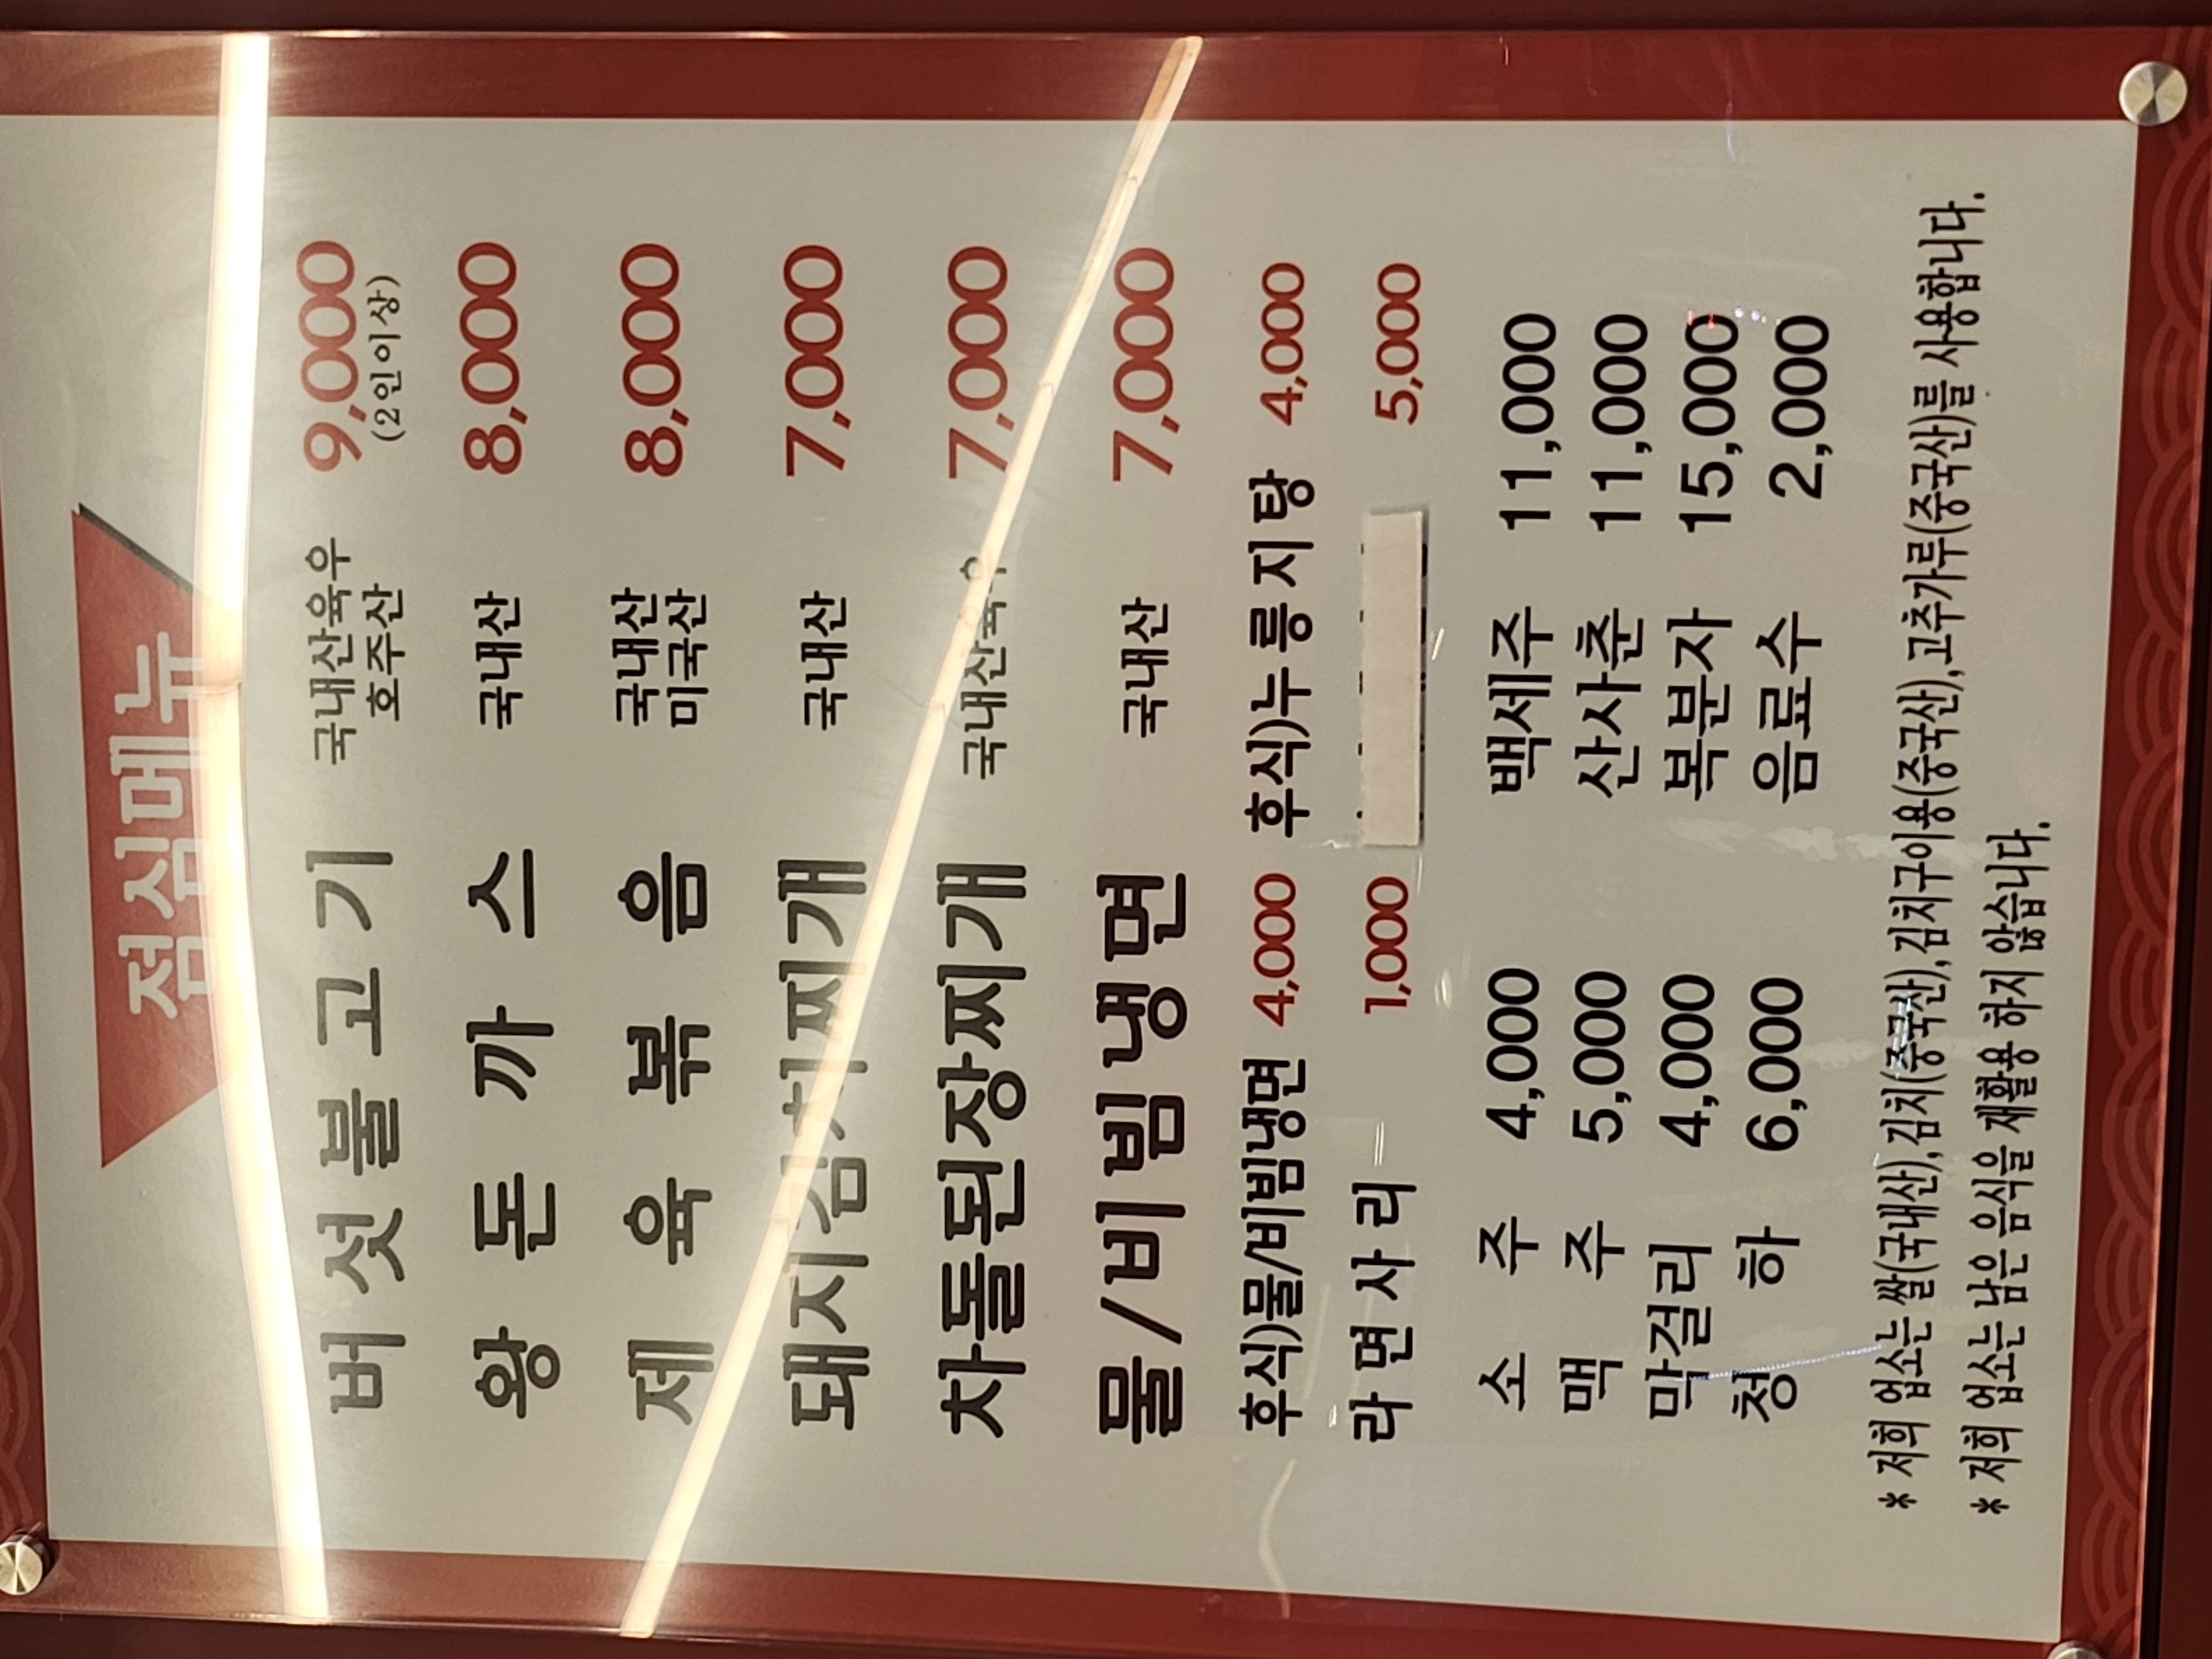 점심메뉴
버섯불고기 국내산육우 9,000
호주산 (2인이상)
왕돈까스 국내산 8,000
제육볶음 국내산 8,000
미국산
돼지김치찌개 국내산 7,000
차돌된장찌개 국내산육우 7,000
물/비빔냉면 국내산 7,000
후식)물/비빔냉면 4,000 후식)누룽지탕 4,000
라면사리 1,000 5,000
소주 4,000 백세주 11,000
맥주 5,000 산사춘 11,000
막걸리 4,000 복분자 15,000
청하 6,000 음료수 2,000
* 저희 업소는 쌀(국내산),김치(중국산),김치구이용(중국산),고추가루(중국산)를 사용합니다.
* 저희 업소는 남은 음식을 재활용 하지 않습니다.